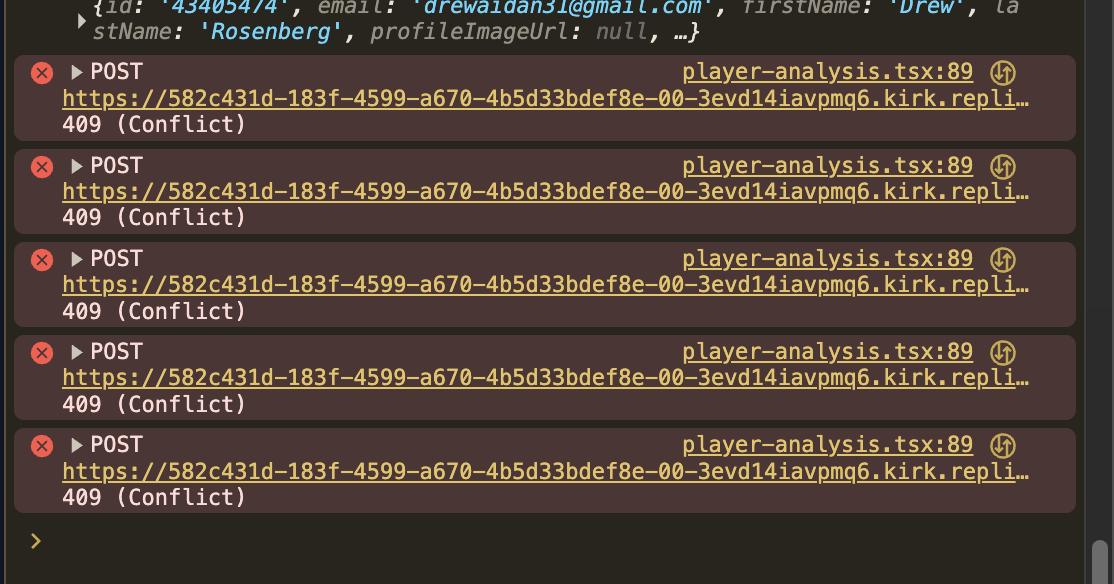 {id: '43405474', email: 'drewaidan31@gmail.com', firstName: 'Drew', la
stName: 'Rosenberg', profileImageUrl: null, …}
POST player-analysis.tsx:89
https://582c431d-183f-4599-a670-4b5d33bdef8e-00-3evd14iavpmq6.kirk.repli…
409 (Conflict)
POST player-analysis.tsx:89
https://582c431d-183f-4599-a670-4b5d33bdef8e-00-3evd14iavpmq6.kirk.repli…
409 (Conflict)
POST player-analysis.tsx:89
https://582c431d-183f-4599-a670-4b5d33bdef8e-00-3evd14iavpmq6.kirk.repli…
409 (Conflict)
POST player-analysis.tsx:89
https://582c431d-183f-4599-a670-4b5d33bdef8e-00-3evd14iavpmq6.kirk.repli…
409 (Conflict)
POST player-analysis.tsx:89
https://582c431d-183f-4599-a670-4b5d33bdef8e-00-3evd14iavpmq6.kirk.repli…
409 (Conflict)